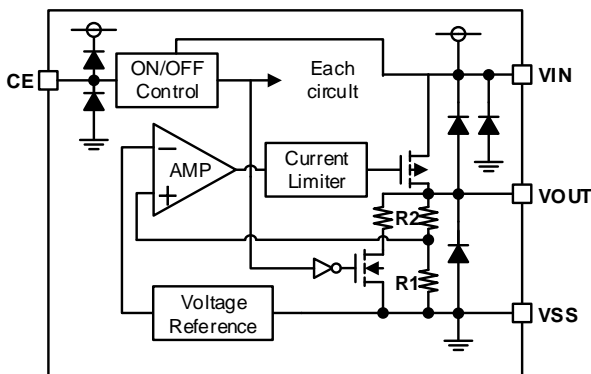 CE
ON/OFF
Control
Each
circuit
VIN
−
AMP
+
Current
Limiter
VOUT
R2
R1
Voltage
Reference
VSS